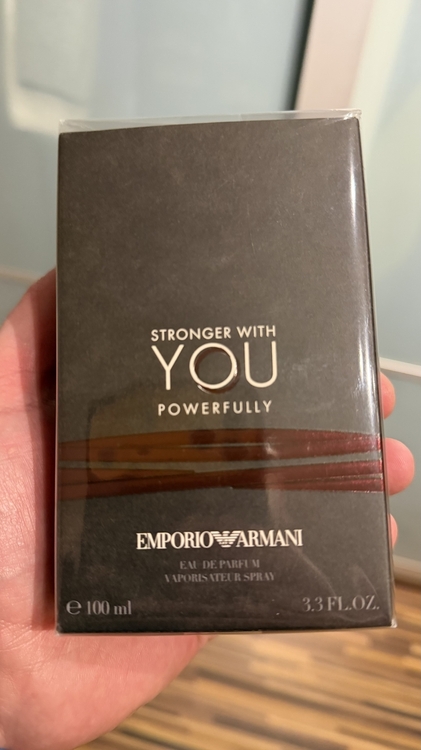 STRONGER WITH
YOU
POWERFULLY
EMPORIO ARMANI
EAU DE PARFUM
VAPORISATEUR SPRAY
e 100 ml 3.3 FL.OZ.